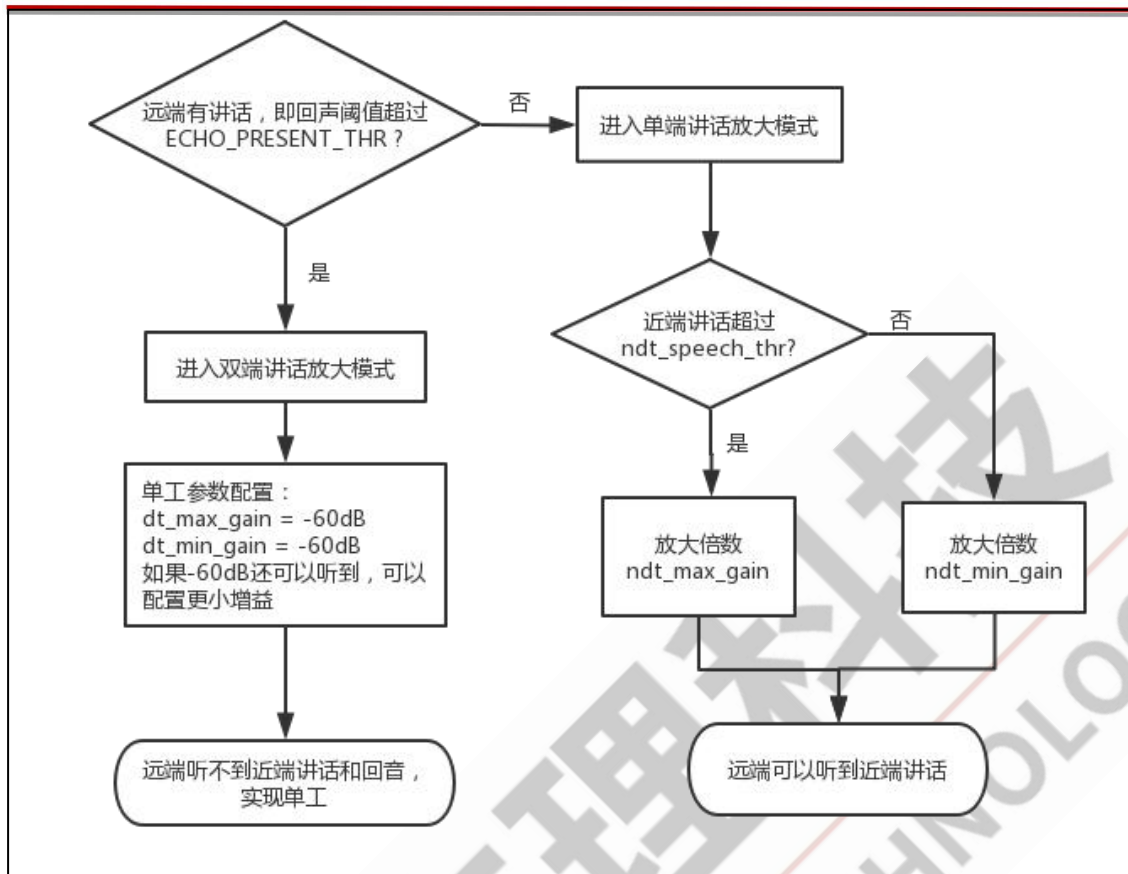 远端有讲话，即回声阈值超过
ECHO_PRESENT_THR？
否
进入单端讲话放大模式
是
近端讲话超过
ndt_speech_thr?
否
进入双端讲话放大模式
是
单工参数配置：
dt_max_gain = -60dB
dt_min_gain = -60dB
如果-60dB还可以听到，可以
配置更小增益
放大倍数
ndt_max_gain
放大倍数
ndt_min_gain
远端听不到近端讲话和回音，
实现单工
远端可以听到近端讲话
理科技
HNOLO